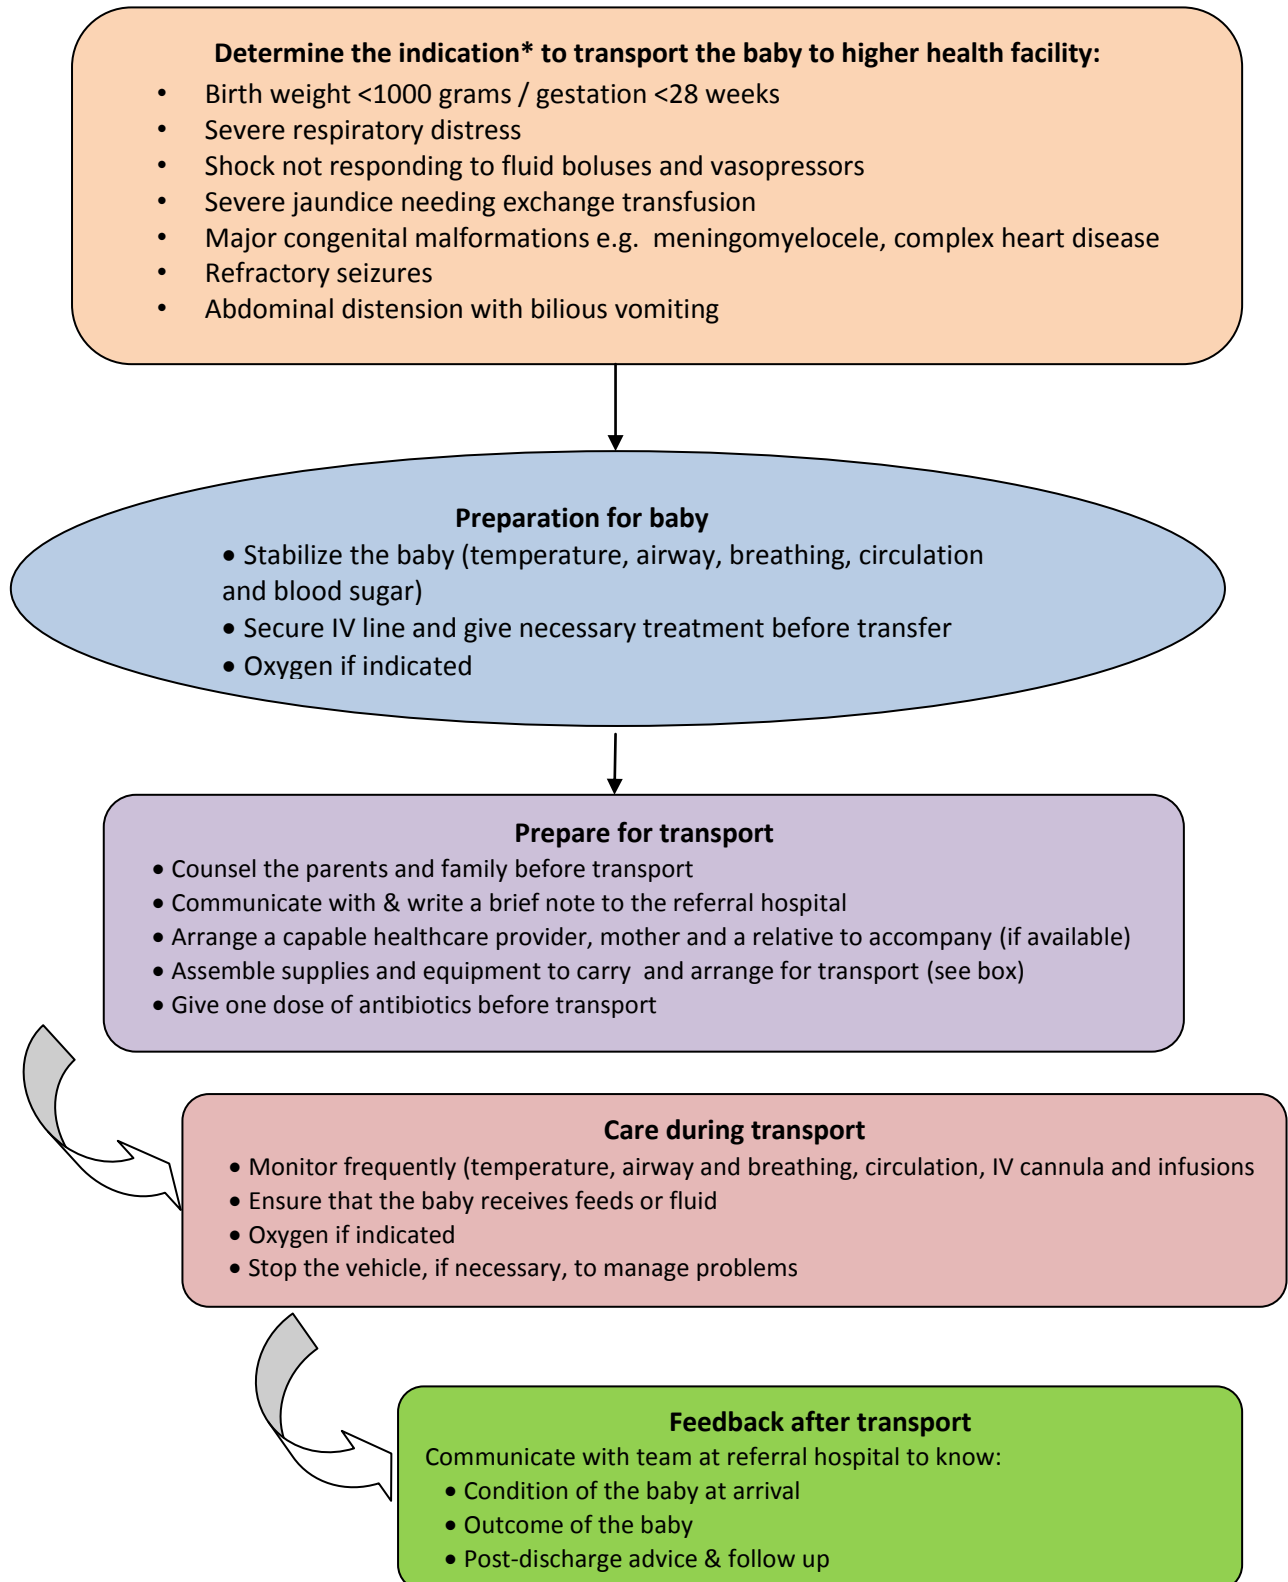 Determine the indication* to transport the baby to higher health facility:
• Birth weight <1000 grams / gestation <28 weeks
• Severe respiratory distress
• Shock not responding to fluid boluses and vasopressors
• Severe jaundice needing exchange transfusion
• Major congenital malformations e.g. meningomyelocele, complex heart disease
• Refractory seizures
• Abdominal distension with bilious vomiting
Preparation for baby
• Stabilize the baby (temperature, airway, breathing, circulation
and blood sugar)
• Secure IV line and give necessary treatment before transfer
• Oxygen if indicated
Prepare for transport
• Counsel the parents and family before transport
• Communicate with & write a brief note to the referral hospital
• Arrange a capable healthcare provider, mother and a relative to accompany (if available)
• Assemble supplies and equipment to carry and arrange for transport (see box)
• Give one dose of antibiotics before transport
Care during transport
• Monitor frequently (temperature, airway and breathing, circulation, IV cannula and infusions
• Ensure that the baby receives feeds or fluid
• Oxygen if indicated
• Stop the vehicle, if necessary, to manage problems
Feedback after transport
Communicate with team at referral hospital to know:
• Condition of the baby at arrival
• Outcome of the baby
• Post-discharge advice & follow up